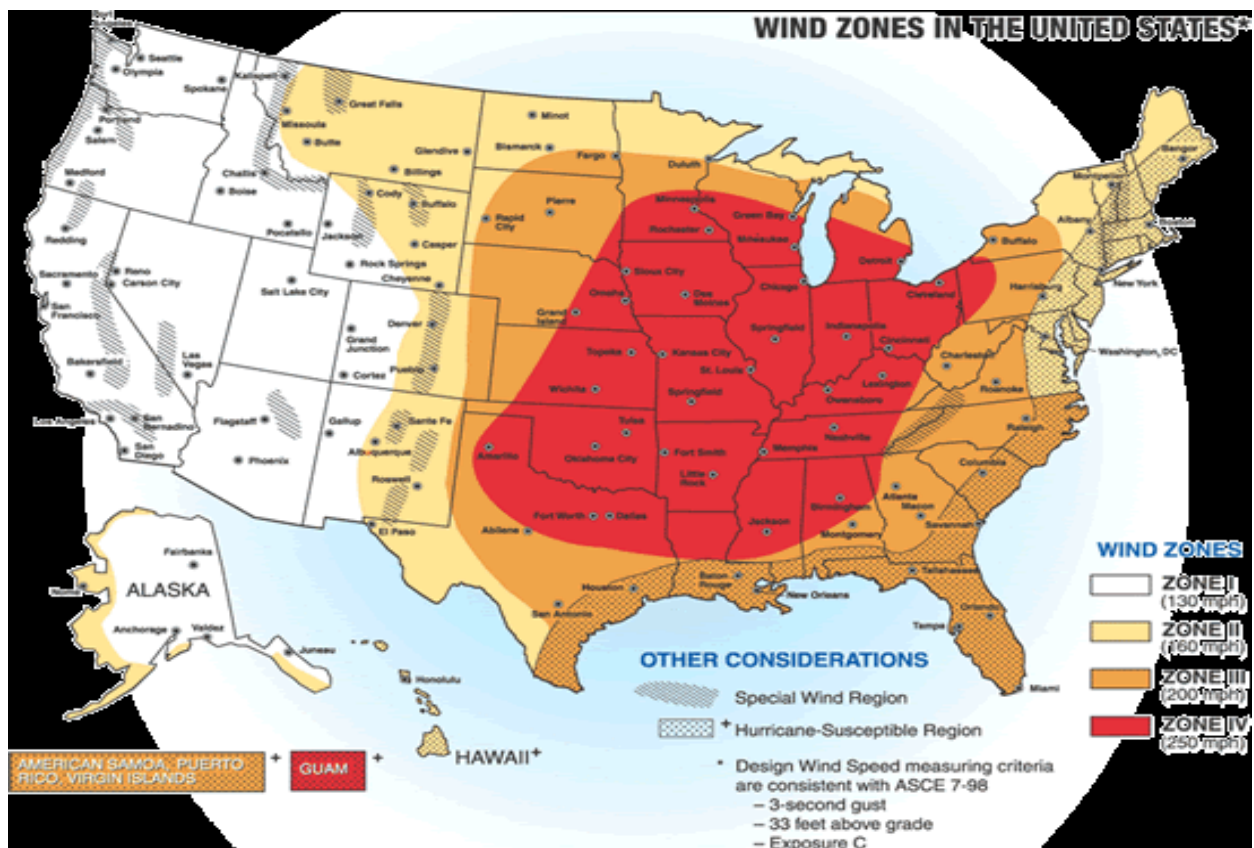 WIND ZONES IN THE UNITED STATES*
Seattle
Olympia
Spokane
Kalispell
Great Falls
Portland
Salem
Missoula
Butte
Glendive
Minot
Bismarck
Fargo
Duluth
Bangor
Montpelier
Medford
Challis
Boise
Billings
Cody
Buffalo
Rapid City
Pierre
Minneapolis
Rochester
Green Bay
Milwaukee
Buffalo
Albany
Redding
Pocatello
Jackson
Casper
Rock Springs
Cheyenne
Sioux City
Des Moines
Omaha
Chicago
Detroit
Cleveland
Harrisburg
New York
Sacramento
San Francisco
Reno
Carson City
Salt Lake City
Grand Island
Denver
Grand Junction
Pueblo
Cortez
Topeka
Kansas City
Springfield
Indianapolis
Cincinnati
St. Louis
Charleston
Washington, DC
Bakersfield
Las Vegas
Wichita
Springfield
Owensboro
Lexington
Roanoke
Los Angeles
San Bernadino
San Diego
Flagstaff
Gallup
Sante Fe
Albuquerque
Phoenix
Roswell
El Paso
Amarillo
Tulsa
Oklahoma City
Fort Smith
Little Rock
Memphis
Nashville
Raleigh
Columbia
Atlanta
Macon
Savannah
Birmingham
Montgomery
Jackson
Fort Worth
Dallas
Abilene
Houston
San Antonio
Baton Rouge
New Orleans
Tallahassee
Orlando
Tampa
Miami
Fairbanks
ALASKA
Nome
Anchorage
Valdez
Juneau
Honolulu
HAWAII+
AMERICAN SAMOA, PUERTO
RICO, VIRGIN ISLANDS
+
GUAM
+
WIND ZONES
ZONE I
(130 mph)
ZONE II
(160 mph)
ZONE III
(200 mph)
ZONE IV
(250 mph)
OTHER CONSIDERATIONS
Special Wind Region
+ Hurricane-Susceptible Region
* Design Wind Speed measuring criteria
are consistent with ASCE 7-98
– 3-second gust
– 33 feet above grade
– Exposure C